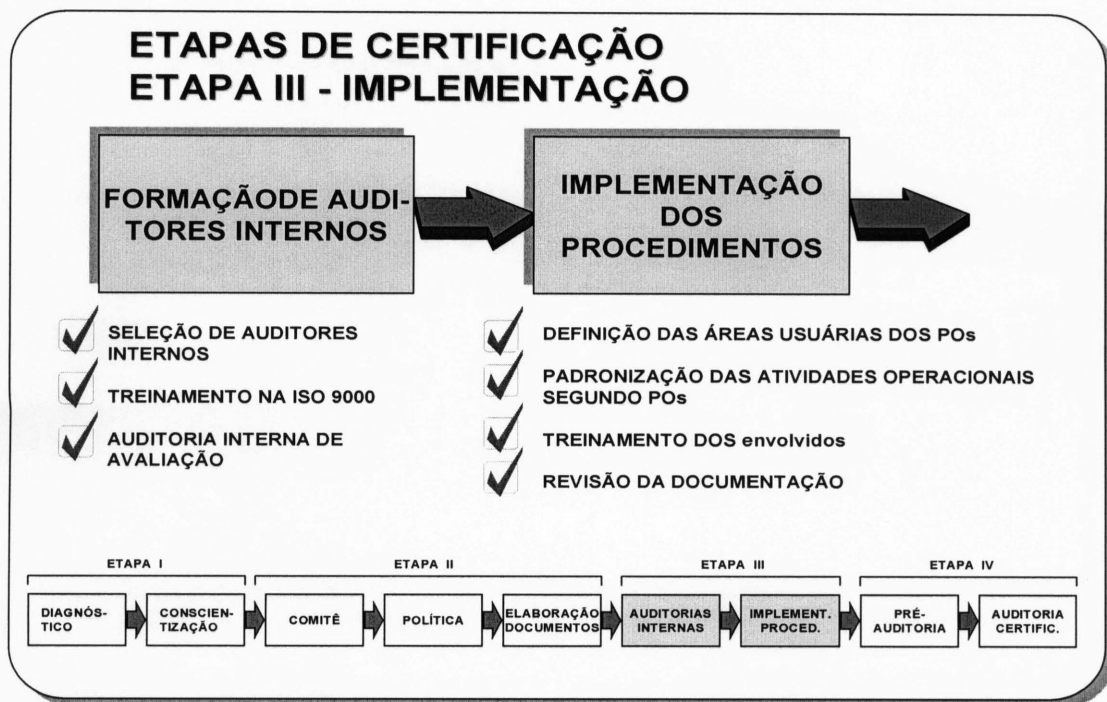 ETAPAS DE CERTIFICAÇÃO
ETAPA III - IMPLEMENTAÇÃO
FORMAÇÃODE AUDI-
TORES INTERNOS
IMPLEMENTAÇÃO
DOS
PROCEDIMENTOS
SELEÇÃO DE AUDITORES
INTERNOS
TREINAMENTO NA ISO 9000
AUDITORIA INTERNA DE
AVALIAÇÃO
DEFINIÇÃO DAS ÁREAS USUÁRIAS DOS POs
PADRONIZAÇÃO DAS ATIVIDADES OPERACIONAIS
SEGUNDO POs
TREINAMENTO DOS envolvidos
REVISÃO DA DOCUMENTAÇÃO
ETAPA I
ETAPA II
ETAPA III
ETAPA IV
DIAGNÓS-
TICO
CONSCIEN-
TIZAÇÃO
COMITÊ
POLÍTICA
ELABORAÇÃO
DOCUMENTOS
AUDITORIAS
INTERNAS
IMPLEMENT.
PROCED.
PRÉ-
AUDITORIA
AUDITORIA
CERTIFIC.